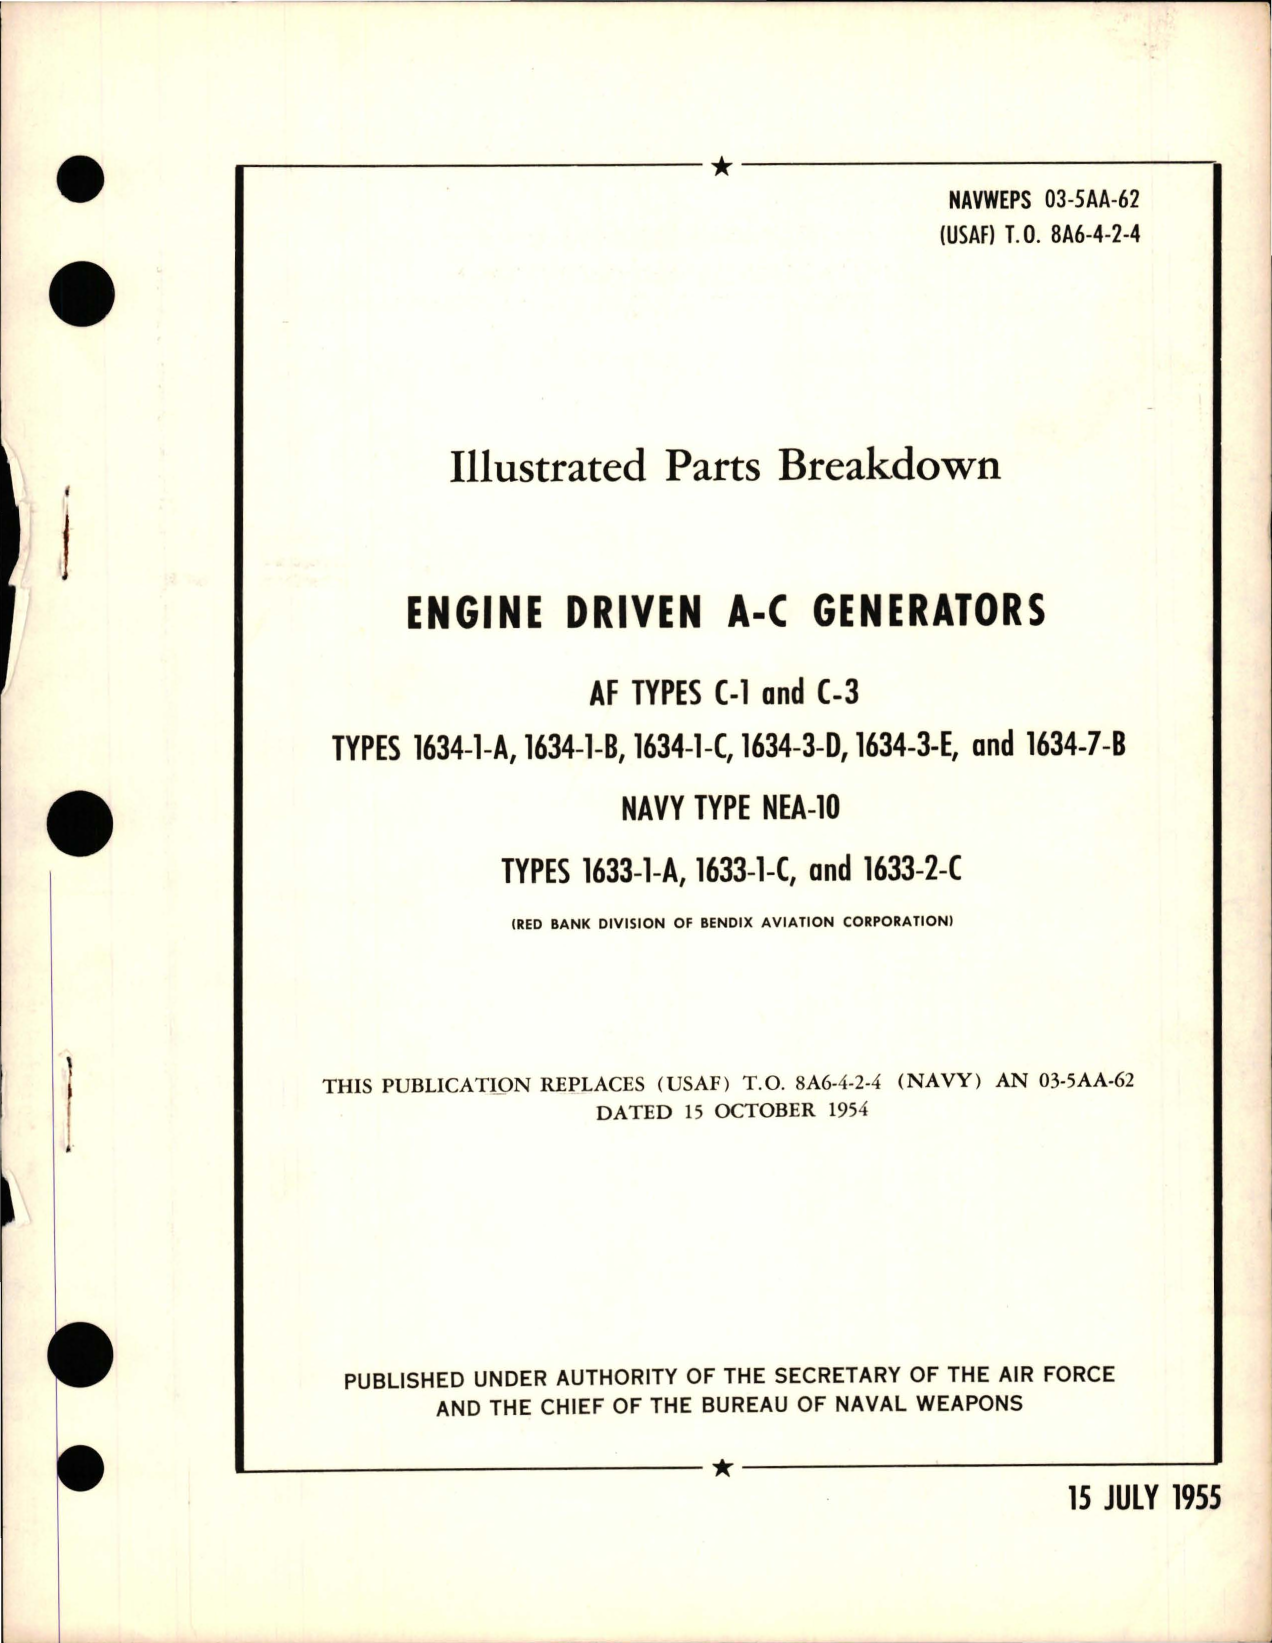 NAVWEPS 03-5AA-62
(USAF) T.O. 8A6-4-2-4
Illustrated Parts Breakdown
ENGINE DRIVEN A-C GENERATORS
AF TYPES C-1 and C-3
TYPES 1634-1-A, 1634-1-B, 1634-1-C, 1634-3-D, 1634-3-E, and 1634-7-B
NAVY TYPE NEA-10
TYPES 1633-1-A, 1633-1-C, and 1633-2-C
(RED BANK DIVISION OF BENDIX AVIATION CORPORATION)
THIS PUBLICATION REPLACES (USAF) T.O. 8A6-4-2-4 (NAVY) AN 03-5AA-62
DATED 15 OCTOBER 1954
PUBLISHED UNDER AUTHORITY OF THE SECRETARY OF THE AIR FORCE
AND THE CHIEF OF THE BUREAU OF NAVAL WEAPONS
15 JULY 1955